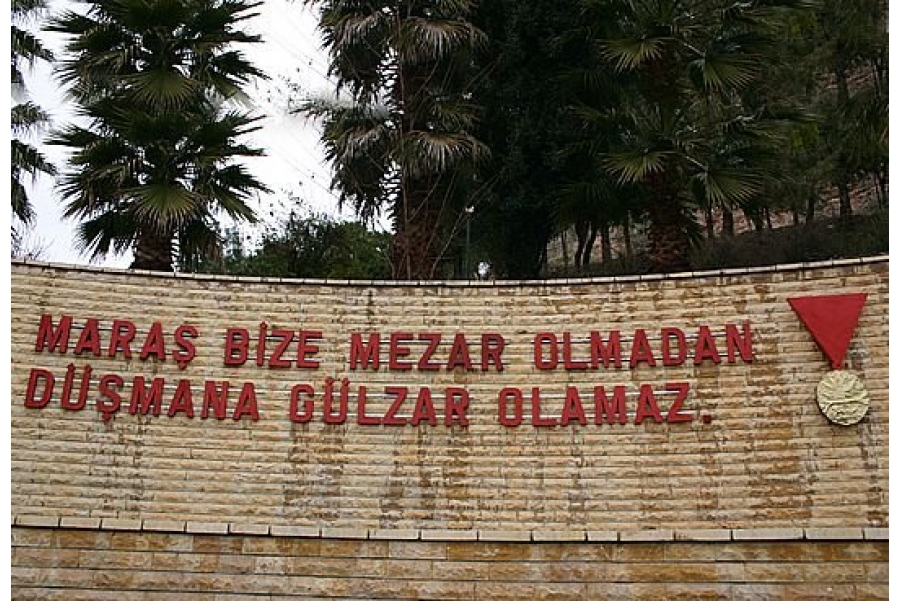 MARAŞ BİZE MEZAR OLMADAN
DÜŞMANA GÜLZAR OLAMAZ.